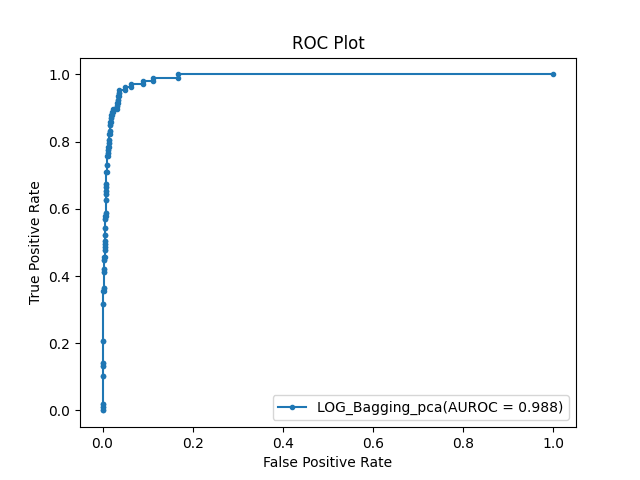 ROC Plot
True Positive Rate
1.0
0.8
0.6
0.4
0.2
0.0
LOG_Bagging_pca(AUROC = 0.988)
0.0 0.2 0.4 0.6 0.8 1.0
False Positive Rate